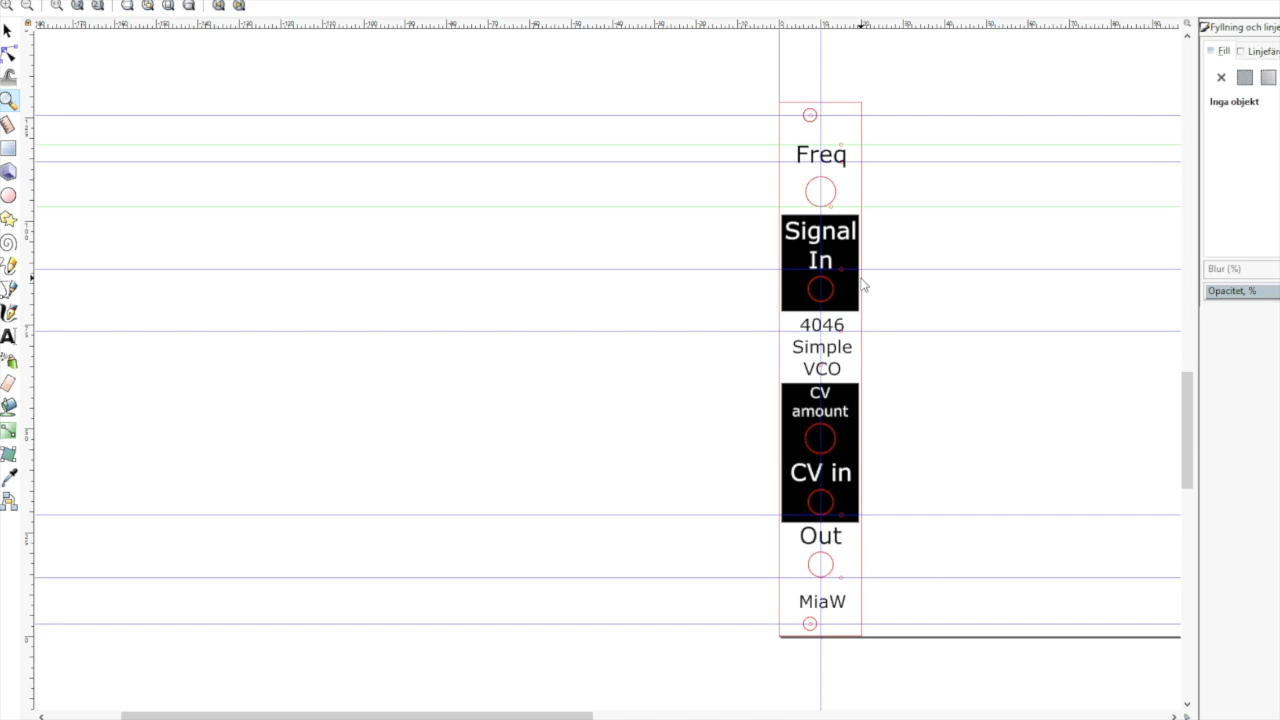 Fyllning och linje
Fill
Linjefär
Inga objekt
Freq
Signal
In
4046
Simple
VCO
CV
amount
CV in
Out
MiaW
Blur (%)
Opacitet, %